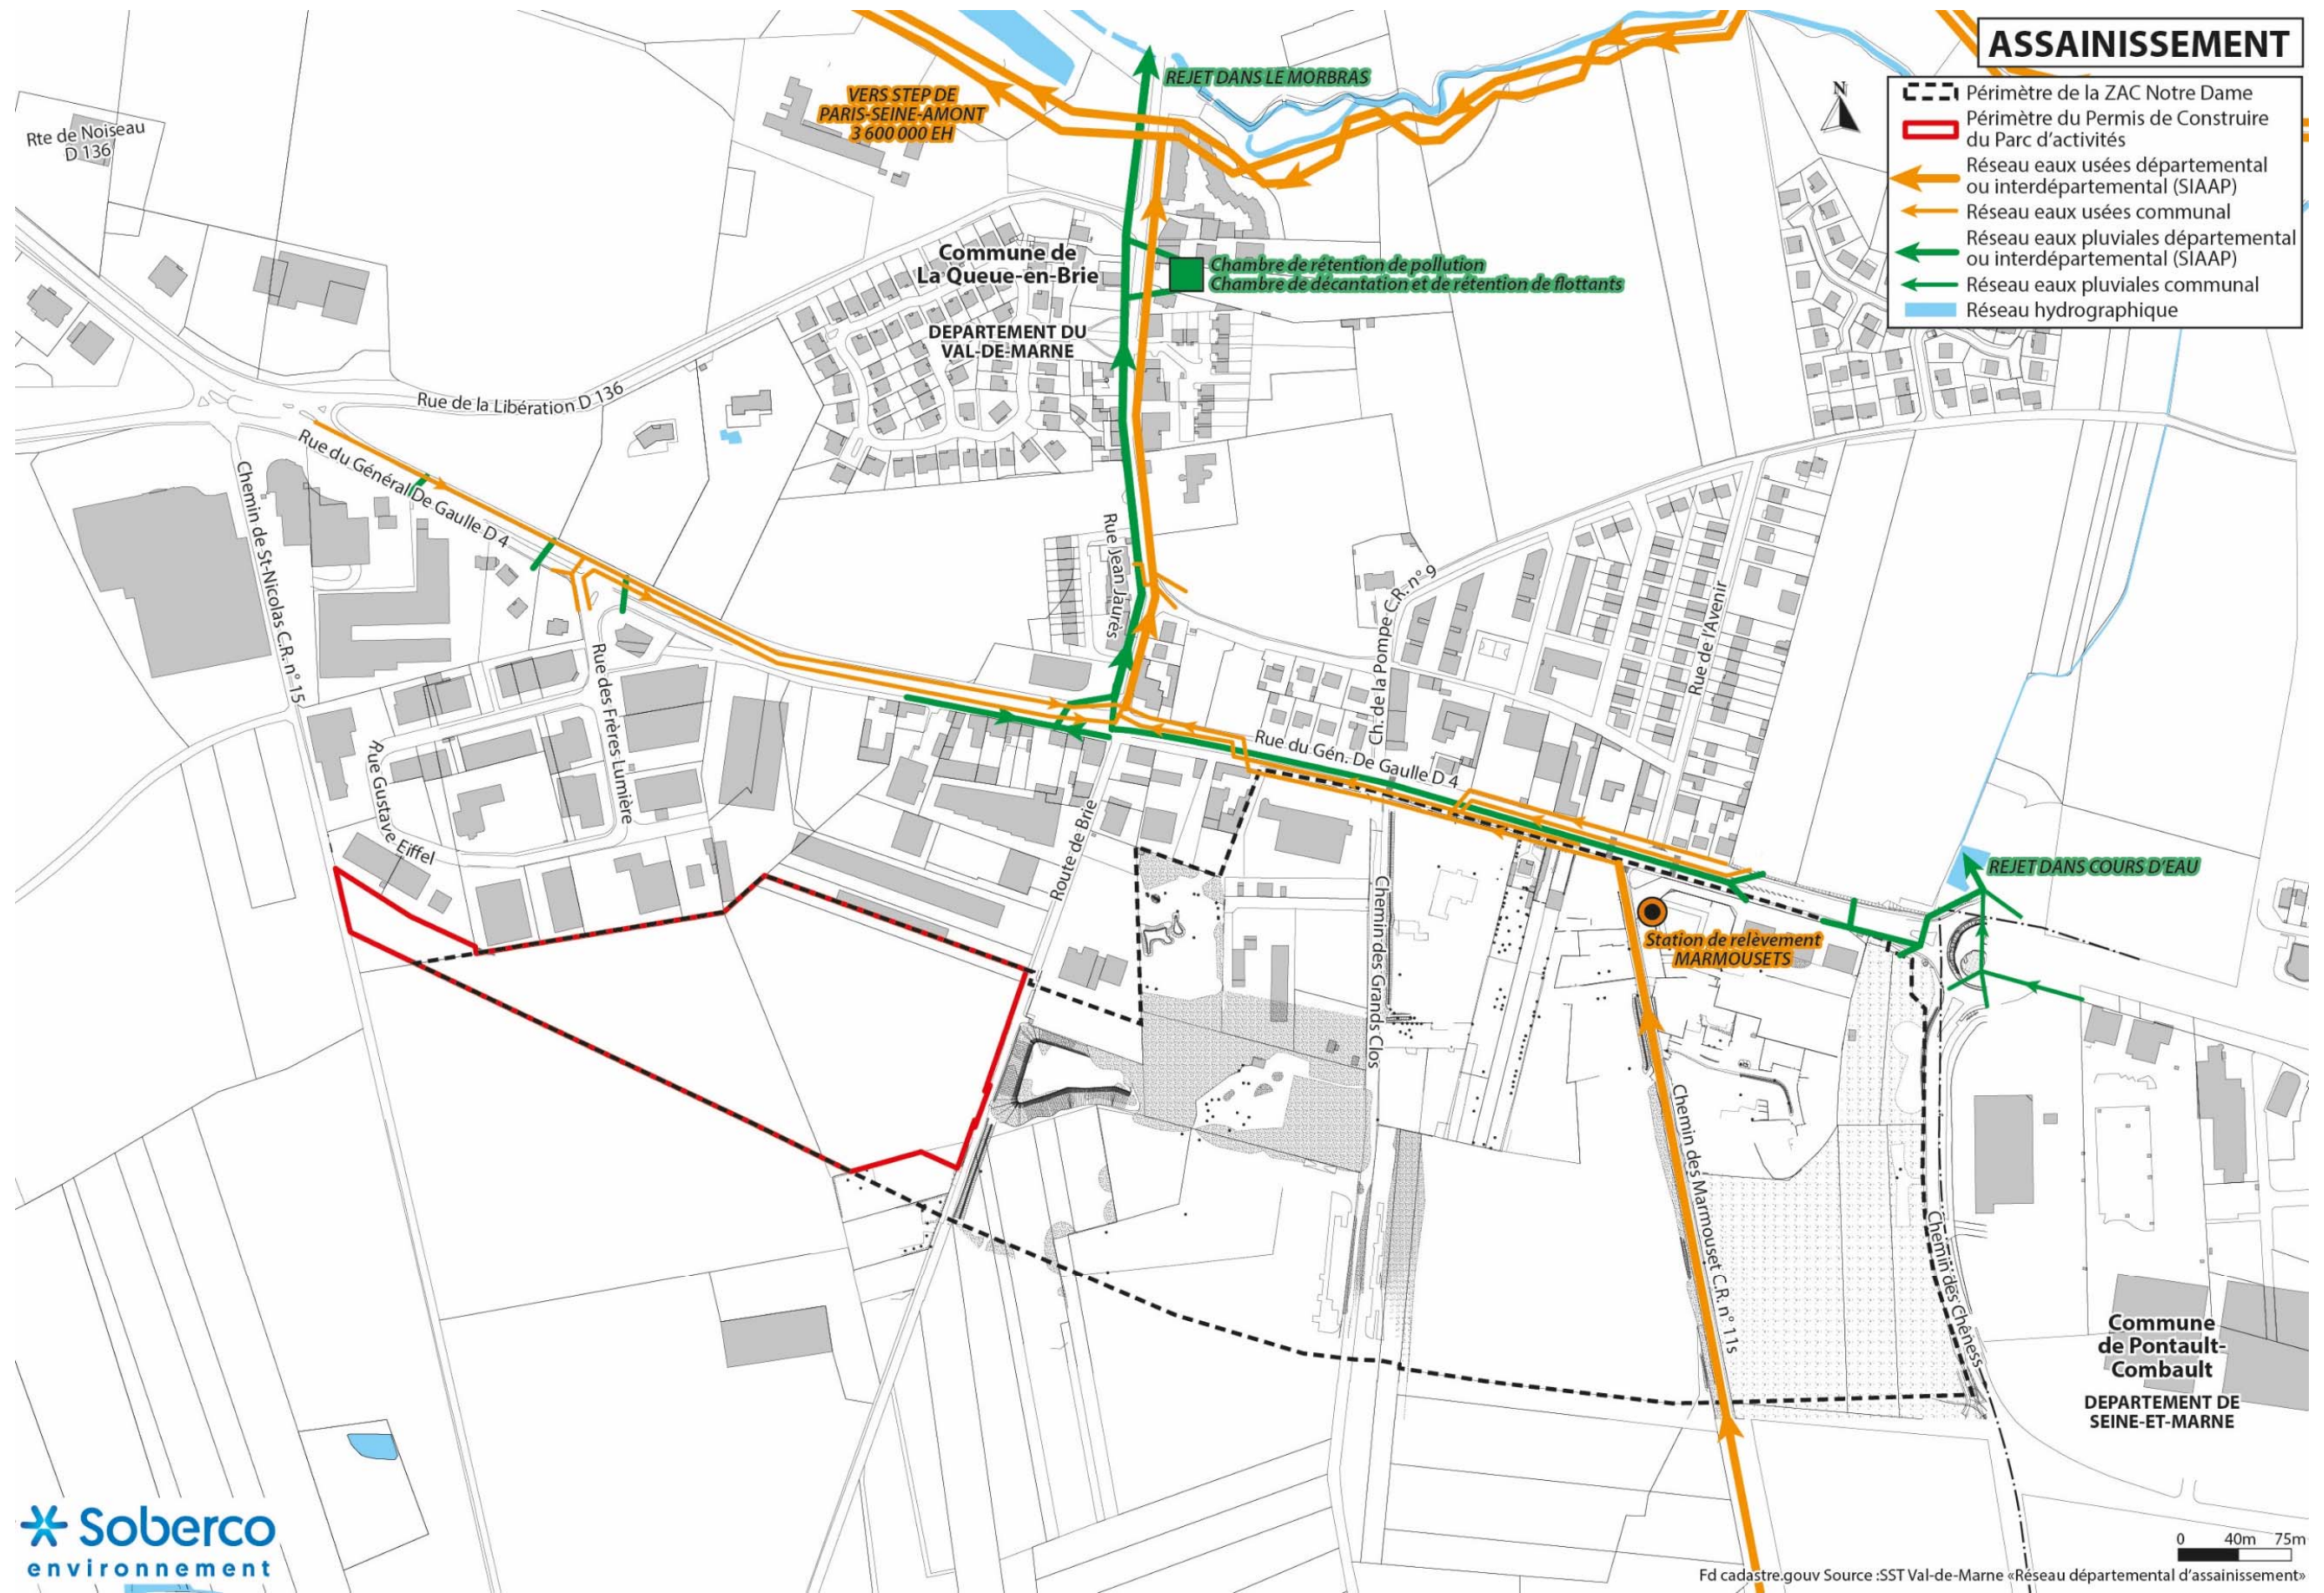 ASSAINISSEMENT
Périmètre de la ZAC Notre Dame
Périmètre du Permis de Construire
du Parc d'activités
Réseau eaux usées départemental
ou interdépartemental (SIAAP)
Réseau eaux usées communal
Réseau eaux pluviales départemental
ou interdépartemental (SIAAP)
Réseau eaux pluviales communal
Réseau hydrographique
N
REJET DANS LE MORBRAS
VERS STEP DE
PARIS-SEINE-AMONT
3 600 000 EH
Rte de Noiseau
D 136
Commune de
La Queue-en-Brie
Chambre de rétention de pollution
Chambre de décantation et de rétention de flottants
DEPARTEMENT DU
VAL-DE-MARNE
Rue de la Libération D 136
Rue du Général De Gaulle D 4
Chemin de St-Nicolas C.R. n° 15
Rue Jean Jaurès
Ch. de la Pompe C.R. n° 9
Rue de l'Avenir
Rue des Frères Lumière
Rue Gustave Eiffel
Rue du Gén. De Gaulle D 4
Route de Brie
Chemin des Grands Clos
REJET DANS COURS D'EAU
Station de relèvement
MARMOUSETS
Chemin des Marmouset C.R. n° 11s
Chemin des Chêness
Commune
de Pontault-
Combault
DEPARTEMENT DE
SEINE-ET-MARNE
Soberco
environnement
0 40m 75m
Fd cadastre.gouv Source :SST Val-de-Marne «Réseau départemental d'assainissement»